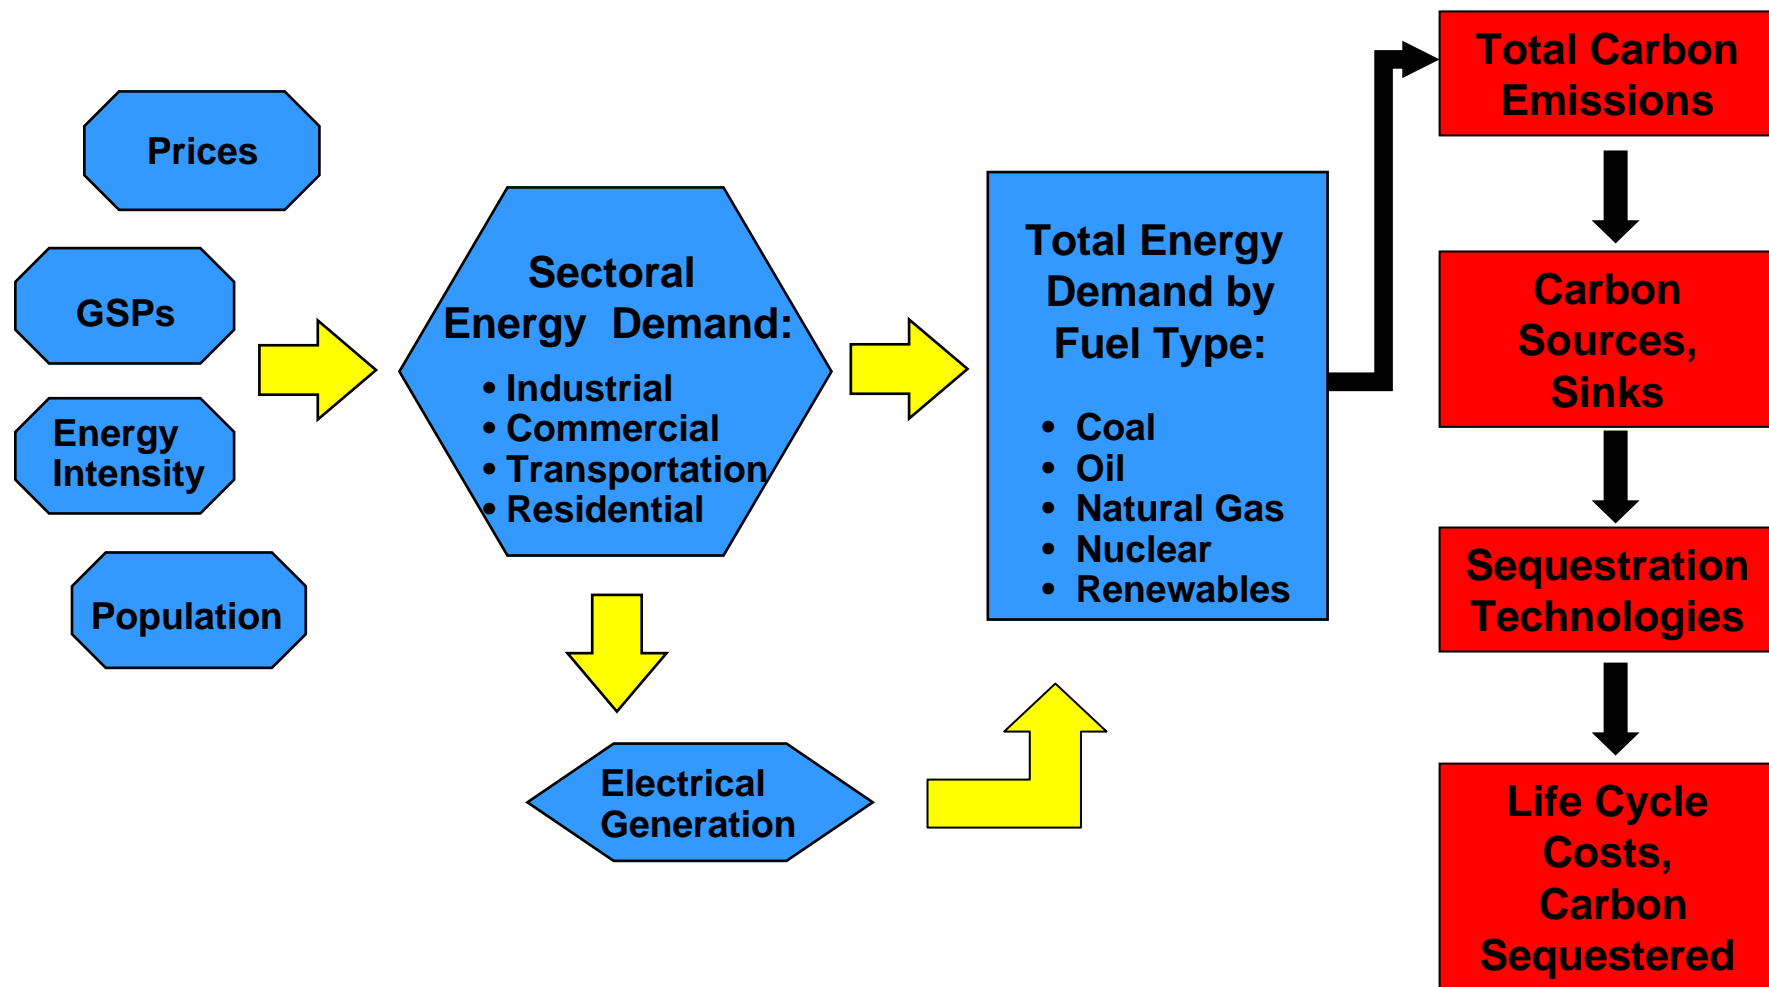 Prices
GSPs
Energy
Intensity
Population
Sectoral
Energy Demand:
• Industrial
• Commercial
• Transportation
• Residential
Electrical
Generation
Total Energy
Demand by
Fuel Type:
• Coal
• Oil
• Natural Gas
• Nuclear
• Renewables
Total Carbon
Emissions
Carbon
Sources,
Sinks
Sequestration
Technologies
Life Cycle
Costs,
Carbon
Sequestered